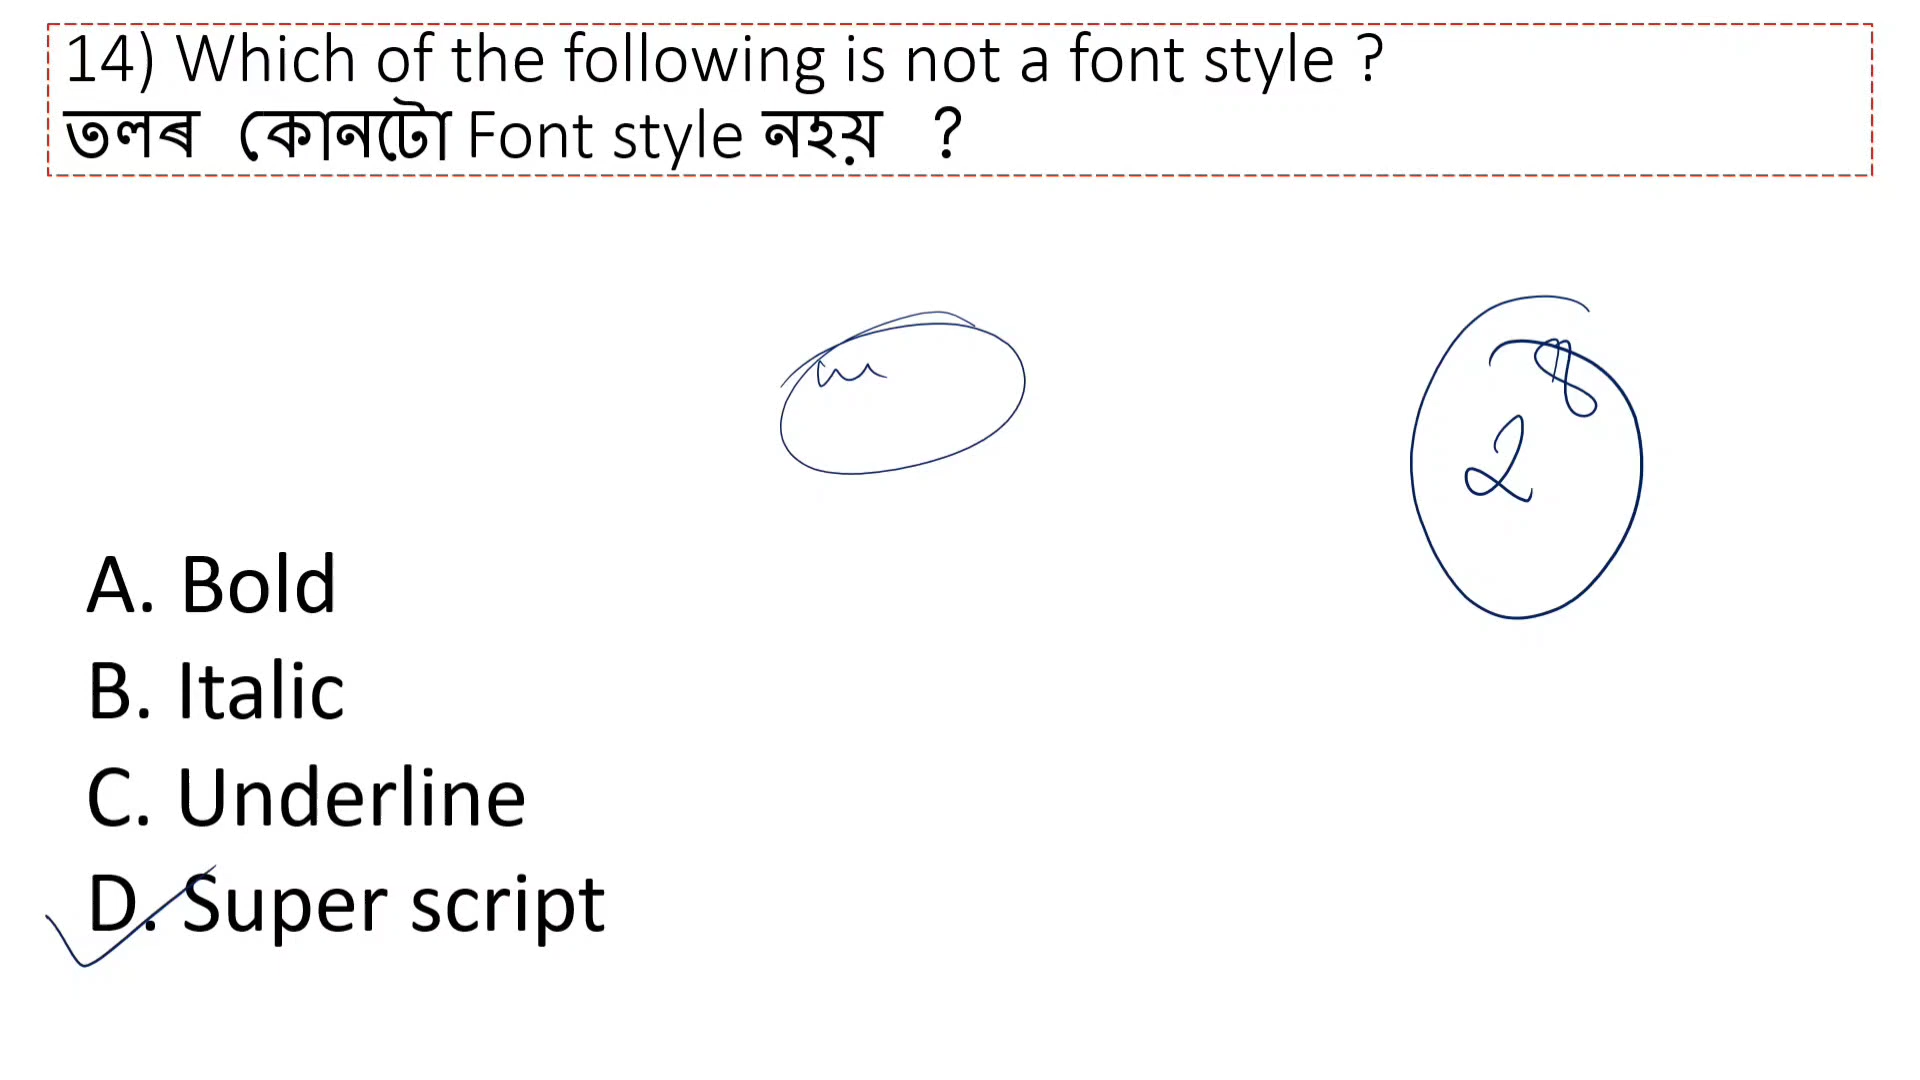 14) Which of the following is not a font style ?
তলৰ কোনটো Font style নহয় ?
8
2
A. Bold
B. Italic
C. Underline
D. Super script